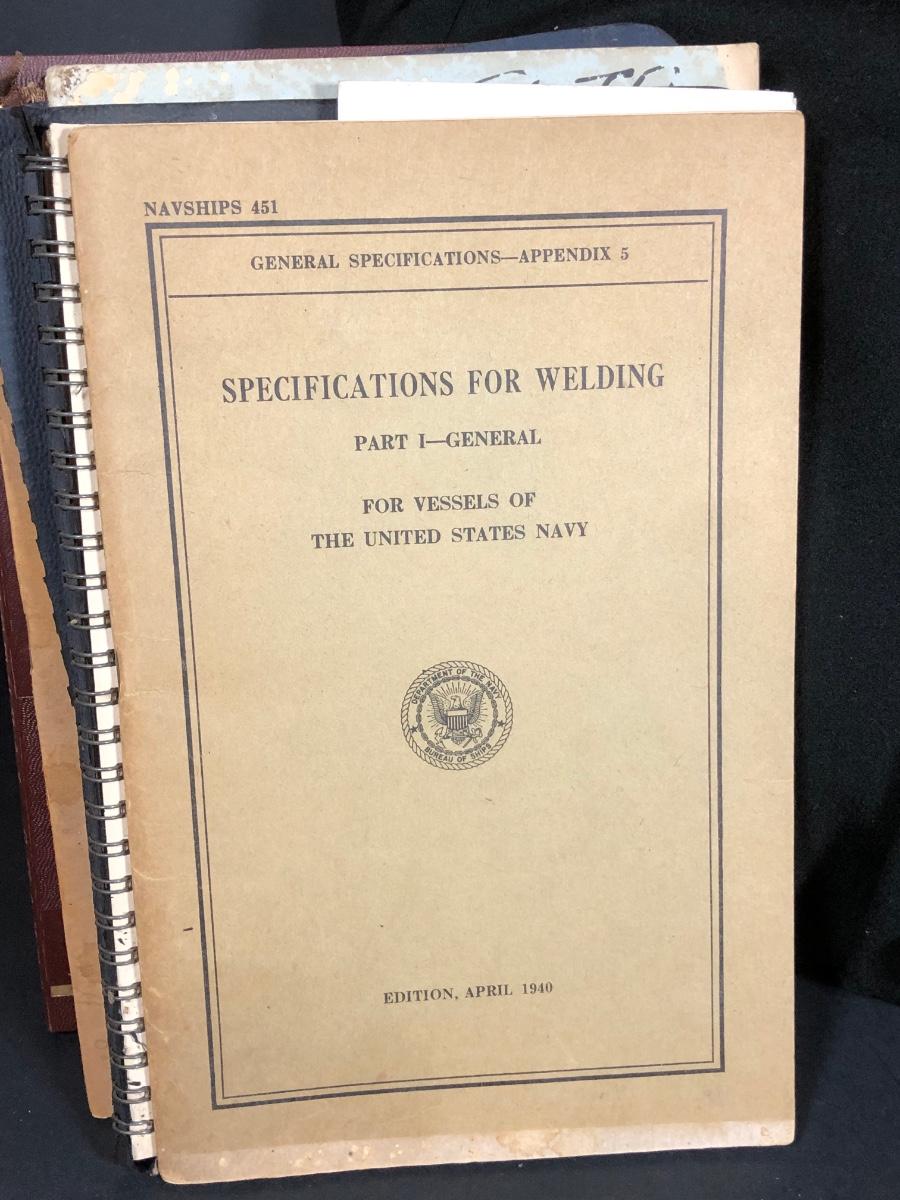 NAVSHIPS 451
GENERAL SPECIFICATIONS—APPENDIX 5
SPECIFICATIONS FOR WELDING
PART I—GENERAL
FOR VESSELS OF
THE UNITED STATES NAVY
DEPARTMENT OF THE NAVY
BUREAU OF SHIPS
EDITION, APRIL 1940